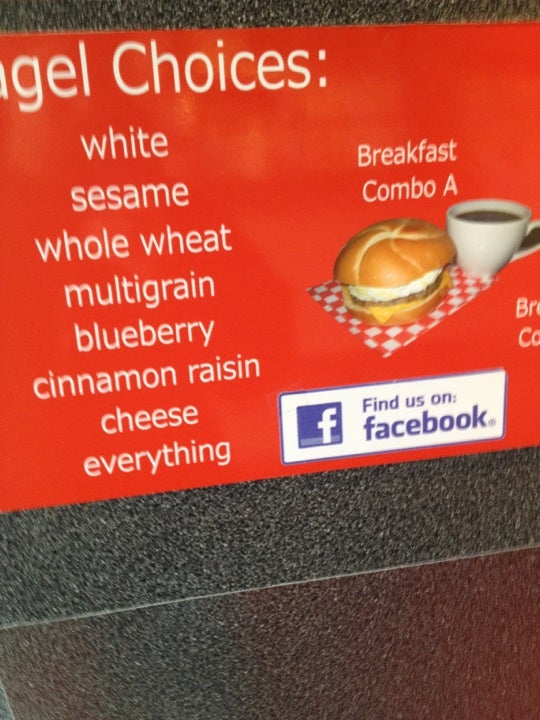 agel Choices:
white
sesame
whole wheat
multigrain
blueberry
cinnamon raisin
cheese
everything
Breakfast
Combo A
Find us on:
f facebook®